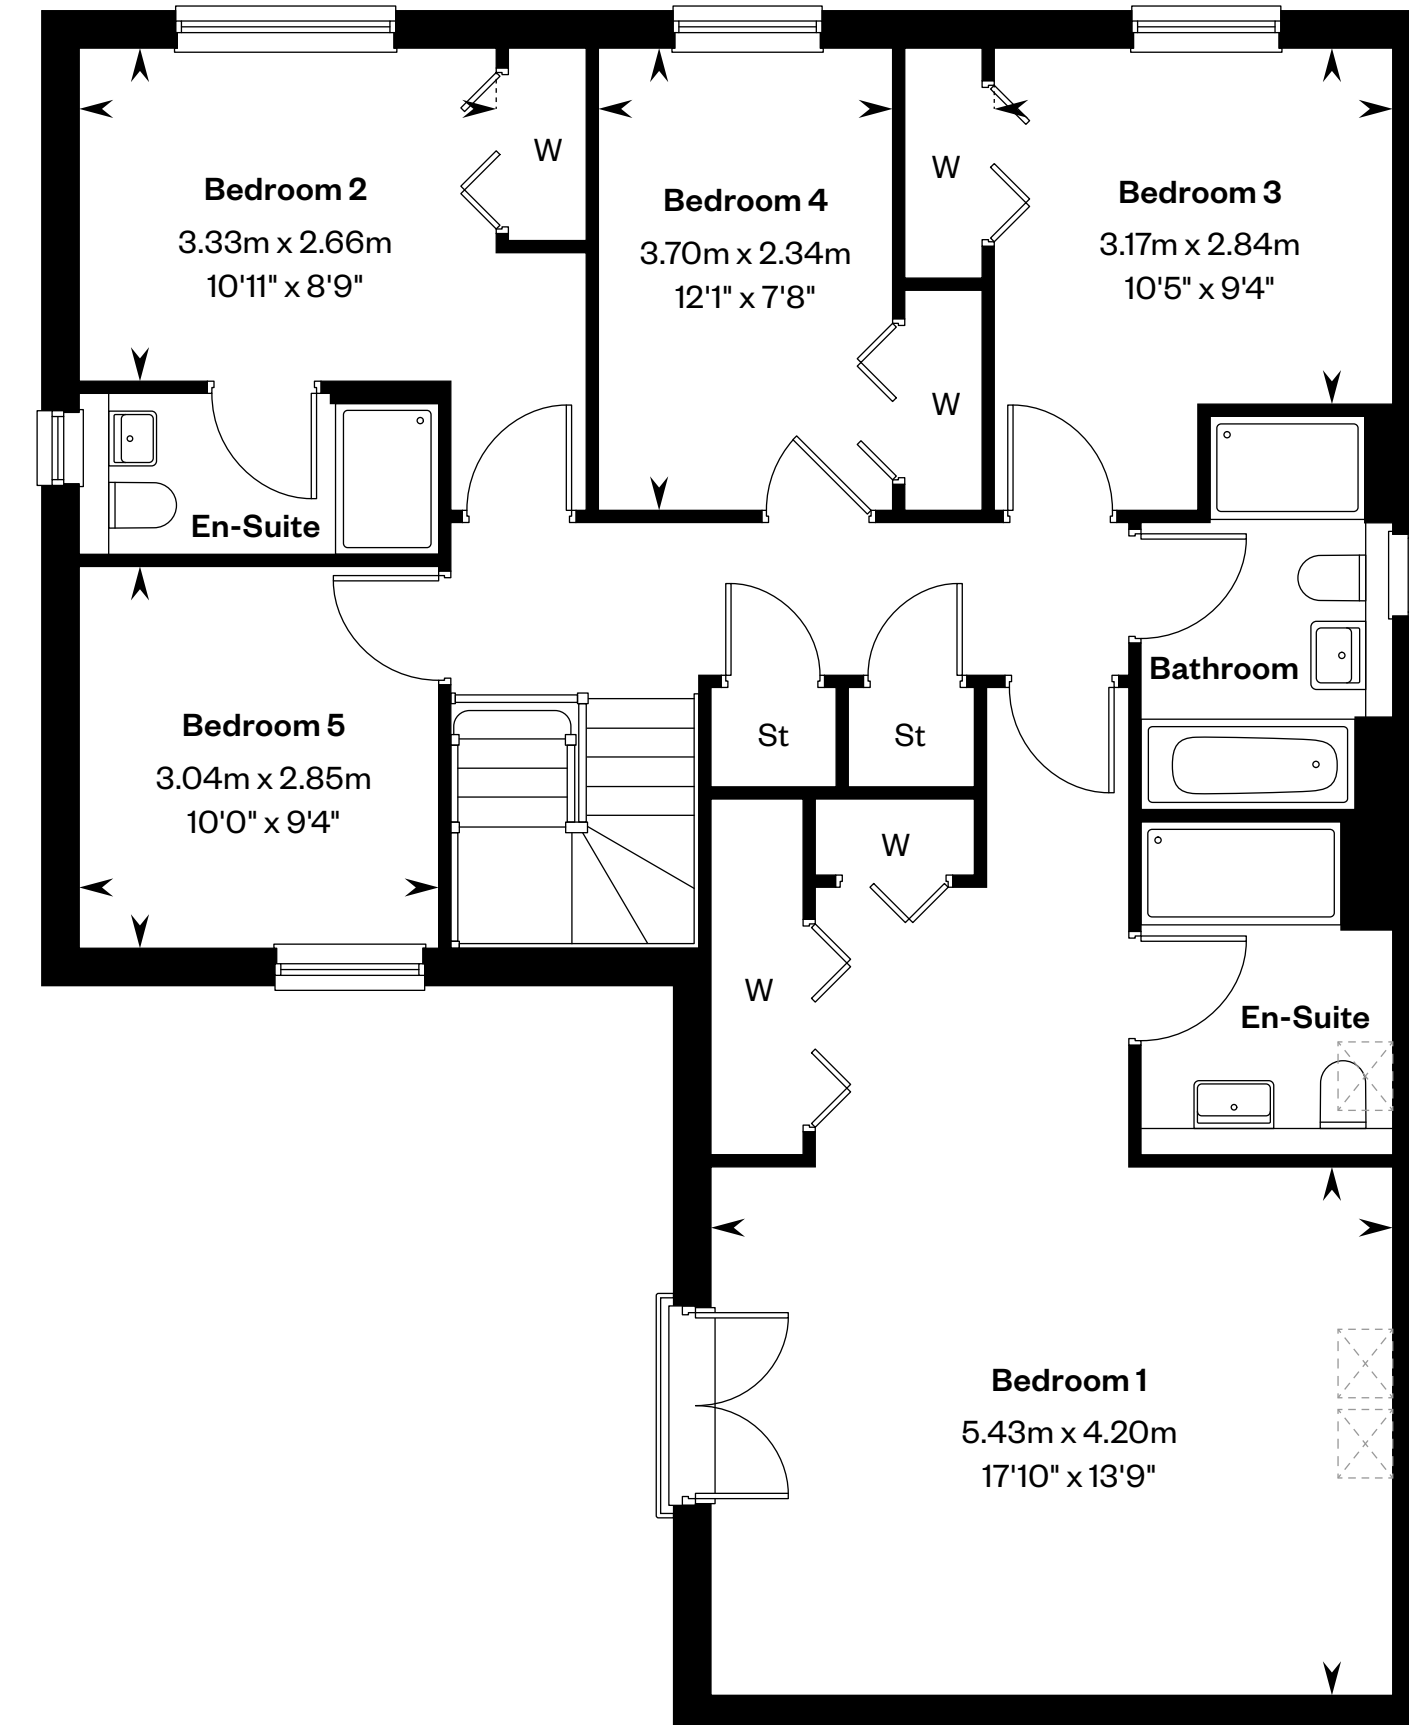 W
Bedroom 2
3.33m x 2.66m
10'11" x 8'9"
Bedroom 4
3.70m x 2.34m
12'1" x 7'8"
W
Bedroom 3
3.17m x 2.84m
10'5" x 9'4"
W
En-Suite
Bathroom
Bedroom 5
3.04m x 2.85m
10'0" x 9'4"
St
St
W
W
En-Suite
Bedroom 1
5.43m x 4.20m
17'10" x 13'9"